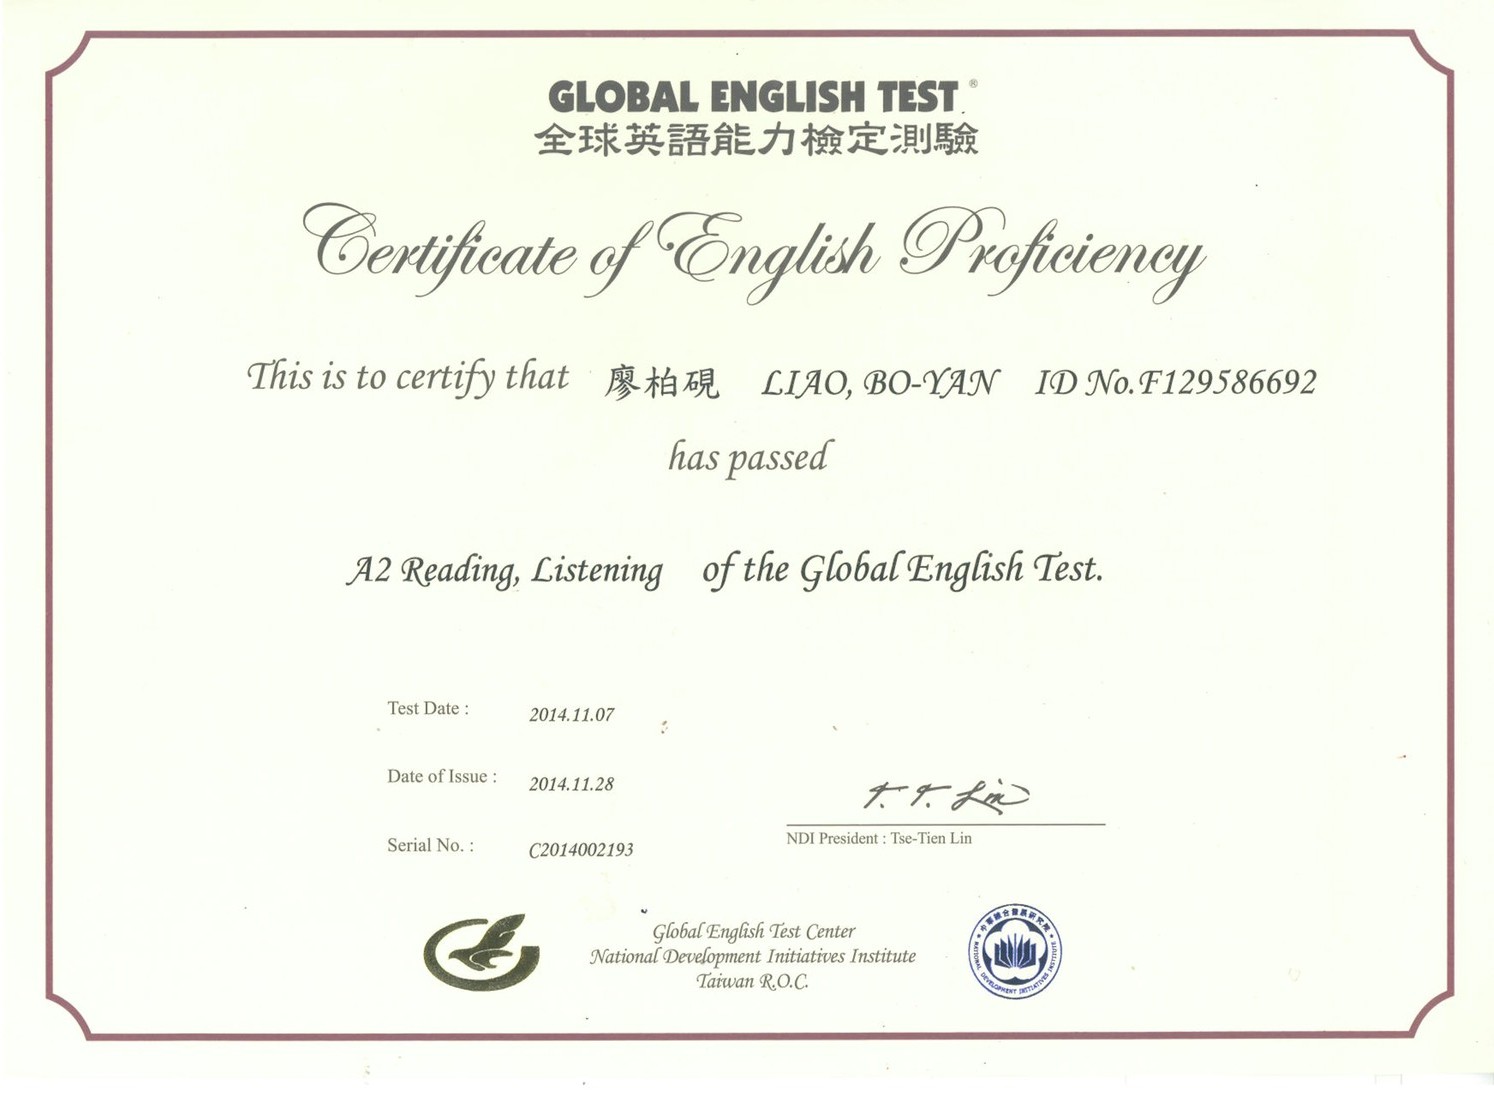 GLOBAL ENGLISH TEST ®
全球英語能力檢定測驗
Certificate of English Proficiency
This is to certify that 廖柏硯 LIAO, BO-YAN ID No.F129586692
has passed
A2 Reading, Listening of the Global English Test.
Test Date : 2014.11.07
Date of Issue : 2014.11.28
Serial No. : C2014002193
T. T. Lin
NDI President : Tse-Tien Lin
Global English Test Center
National Development Initiatives Institute
Taiwan R.O.C.
中華綜合發展研究院
NATIONAL DEVELOPMENT INITIATIVES INSTITUTE